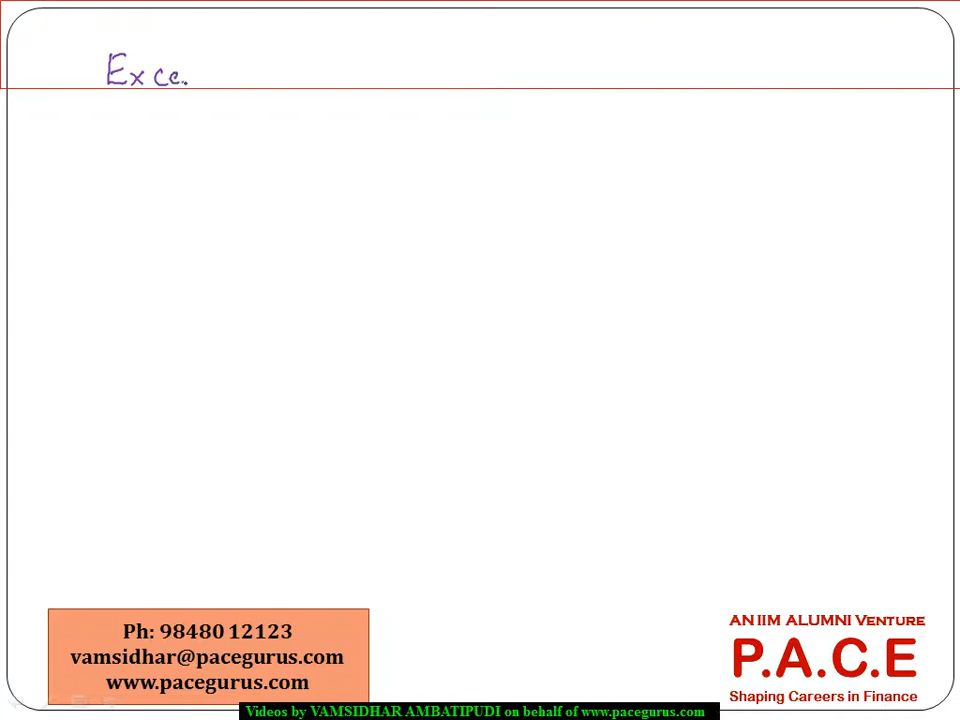 Exce
Ph: 98480 12123
vamsidhar@pacegurus.com
www.pacegurus.com
AN IIM ALUMNI VENTURE
P.A.C.E
Shaping Careers in Finance
Videos by VAMSIDHAR AMBATIPUDI on behalf of www.pacegurus.com